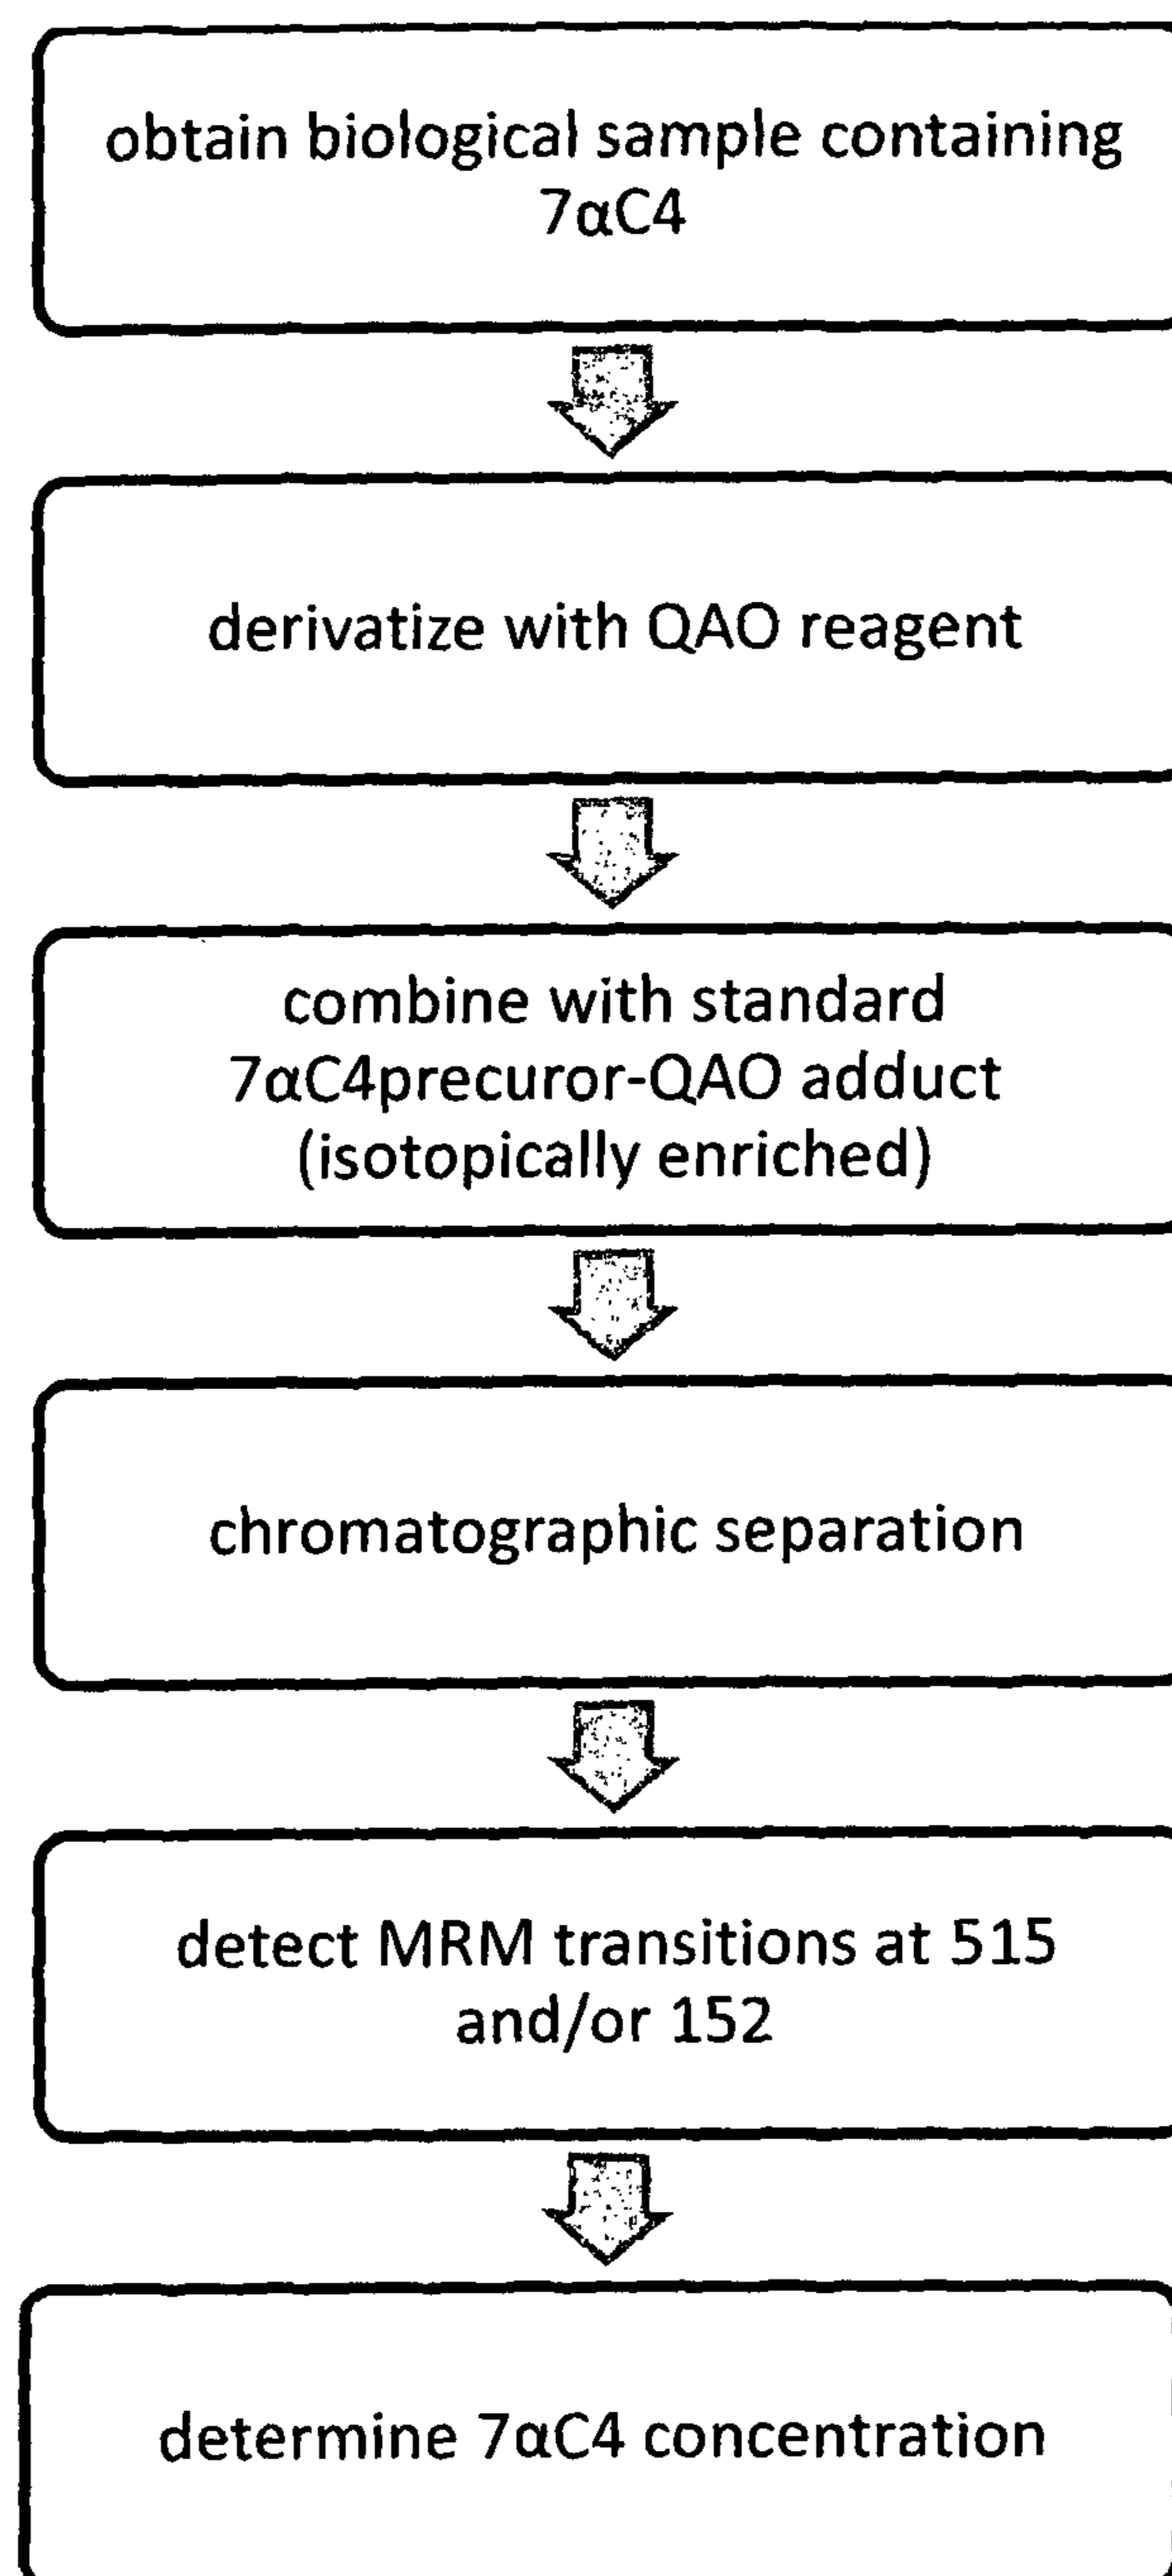 obtain biological sample containing
7αC4
derivatize with QAO reagent
combine with standard
7αC4precuror-QAO adduct
(isotopically enriched)
chromatographic separation
detect MRM transitions at 515
and/or 152
determine 7αC4 concentration